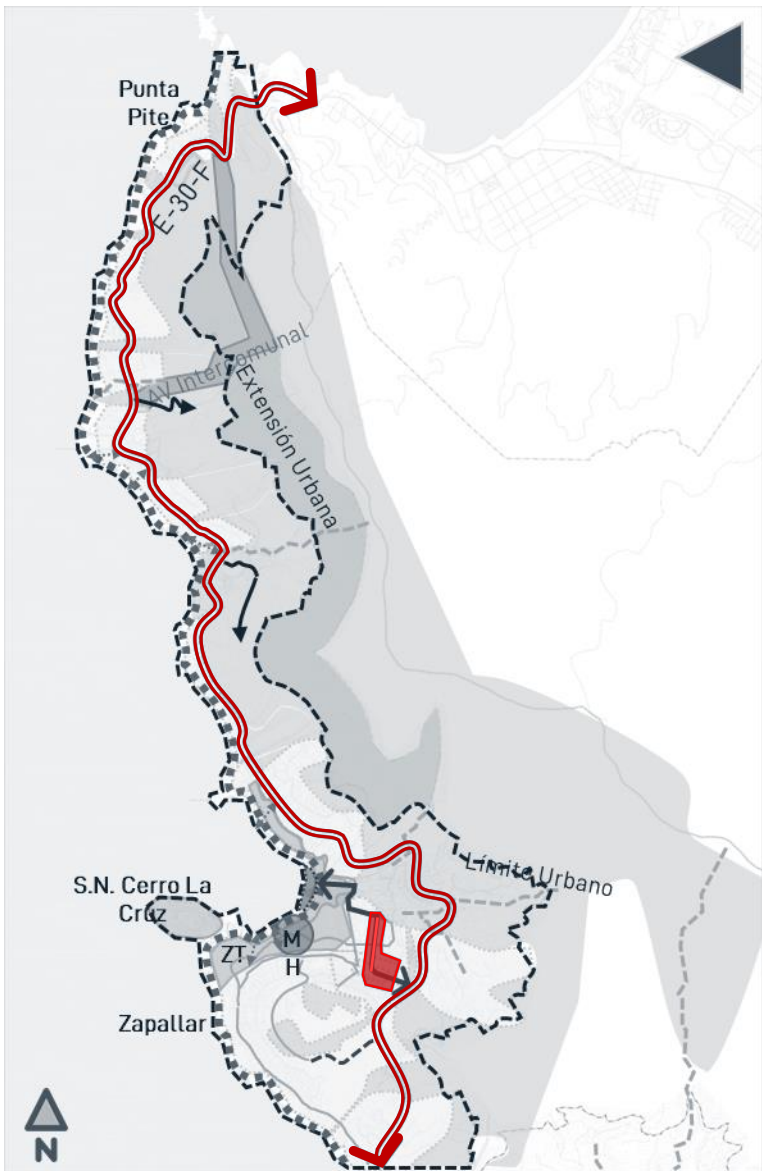 Punta
Pite
E-30-F
AV Intercomunal
Extensión Urbana
Límite Urbano
S.N. Cerro La
Cruz
ZT
M
H
Zapallar
N